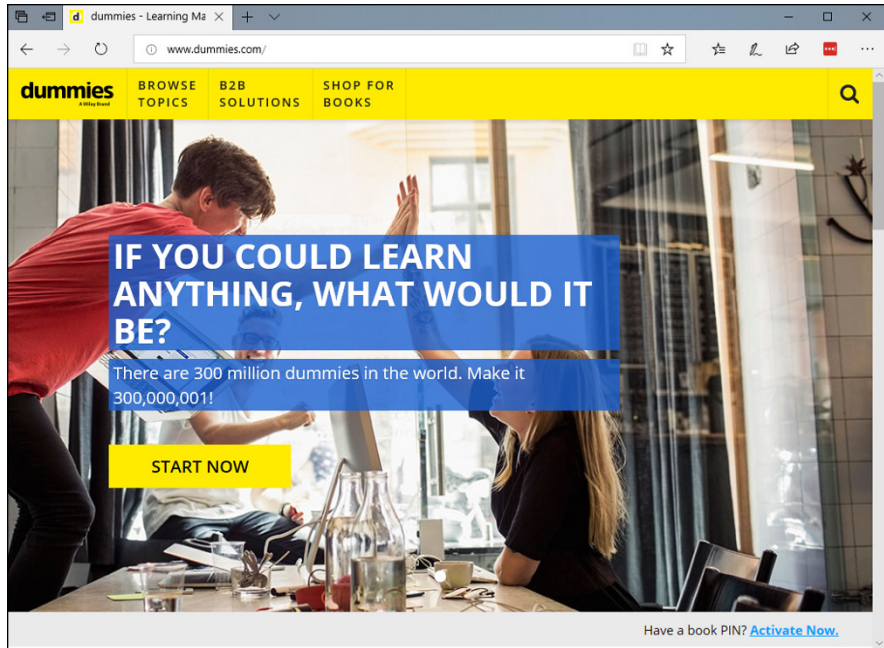 d dummies - Learning Ma
www.dummies.com/
dummies
A Wiley Brand
BROWSE
TOPICS
B2B
SOLUTIONS
SHOP FOR
BOOKS
IF YOU COULD LEARN
ANYTHING, WHAT WOULD IT
BE?
There are 300 million dummies in the world. Make it
300,000,001!
START NOW
Have a book PIN? Activate Now.